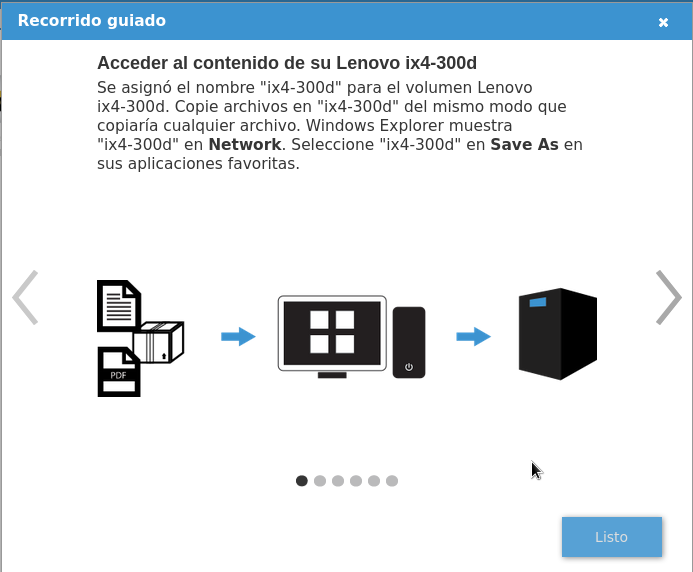 Recorrido guiado
Acceder al contenido de su Lenovo ix4-300d
Se asignó el nombre "ix4-300d" para el volumen Lenovo
ix4-300d. Copie archivos en "ix4-300d" del mismo modo que
copiaría cualquier archivo. Windows Explorer muestra
"ix4-300d" en Network. Seleccione "ix4-300d" en Save As en
sus aplicaciones favoritas.
PDF
Listo